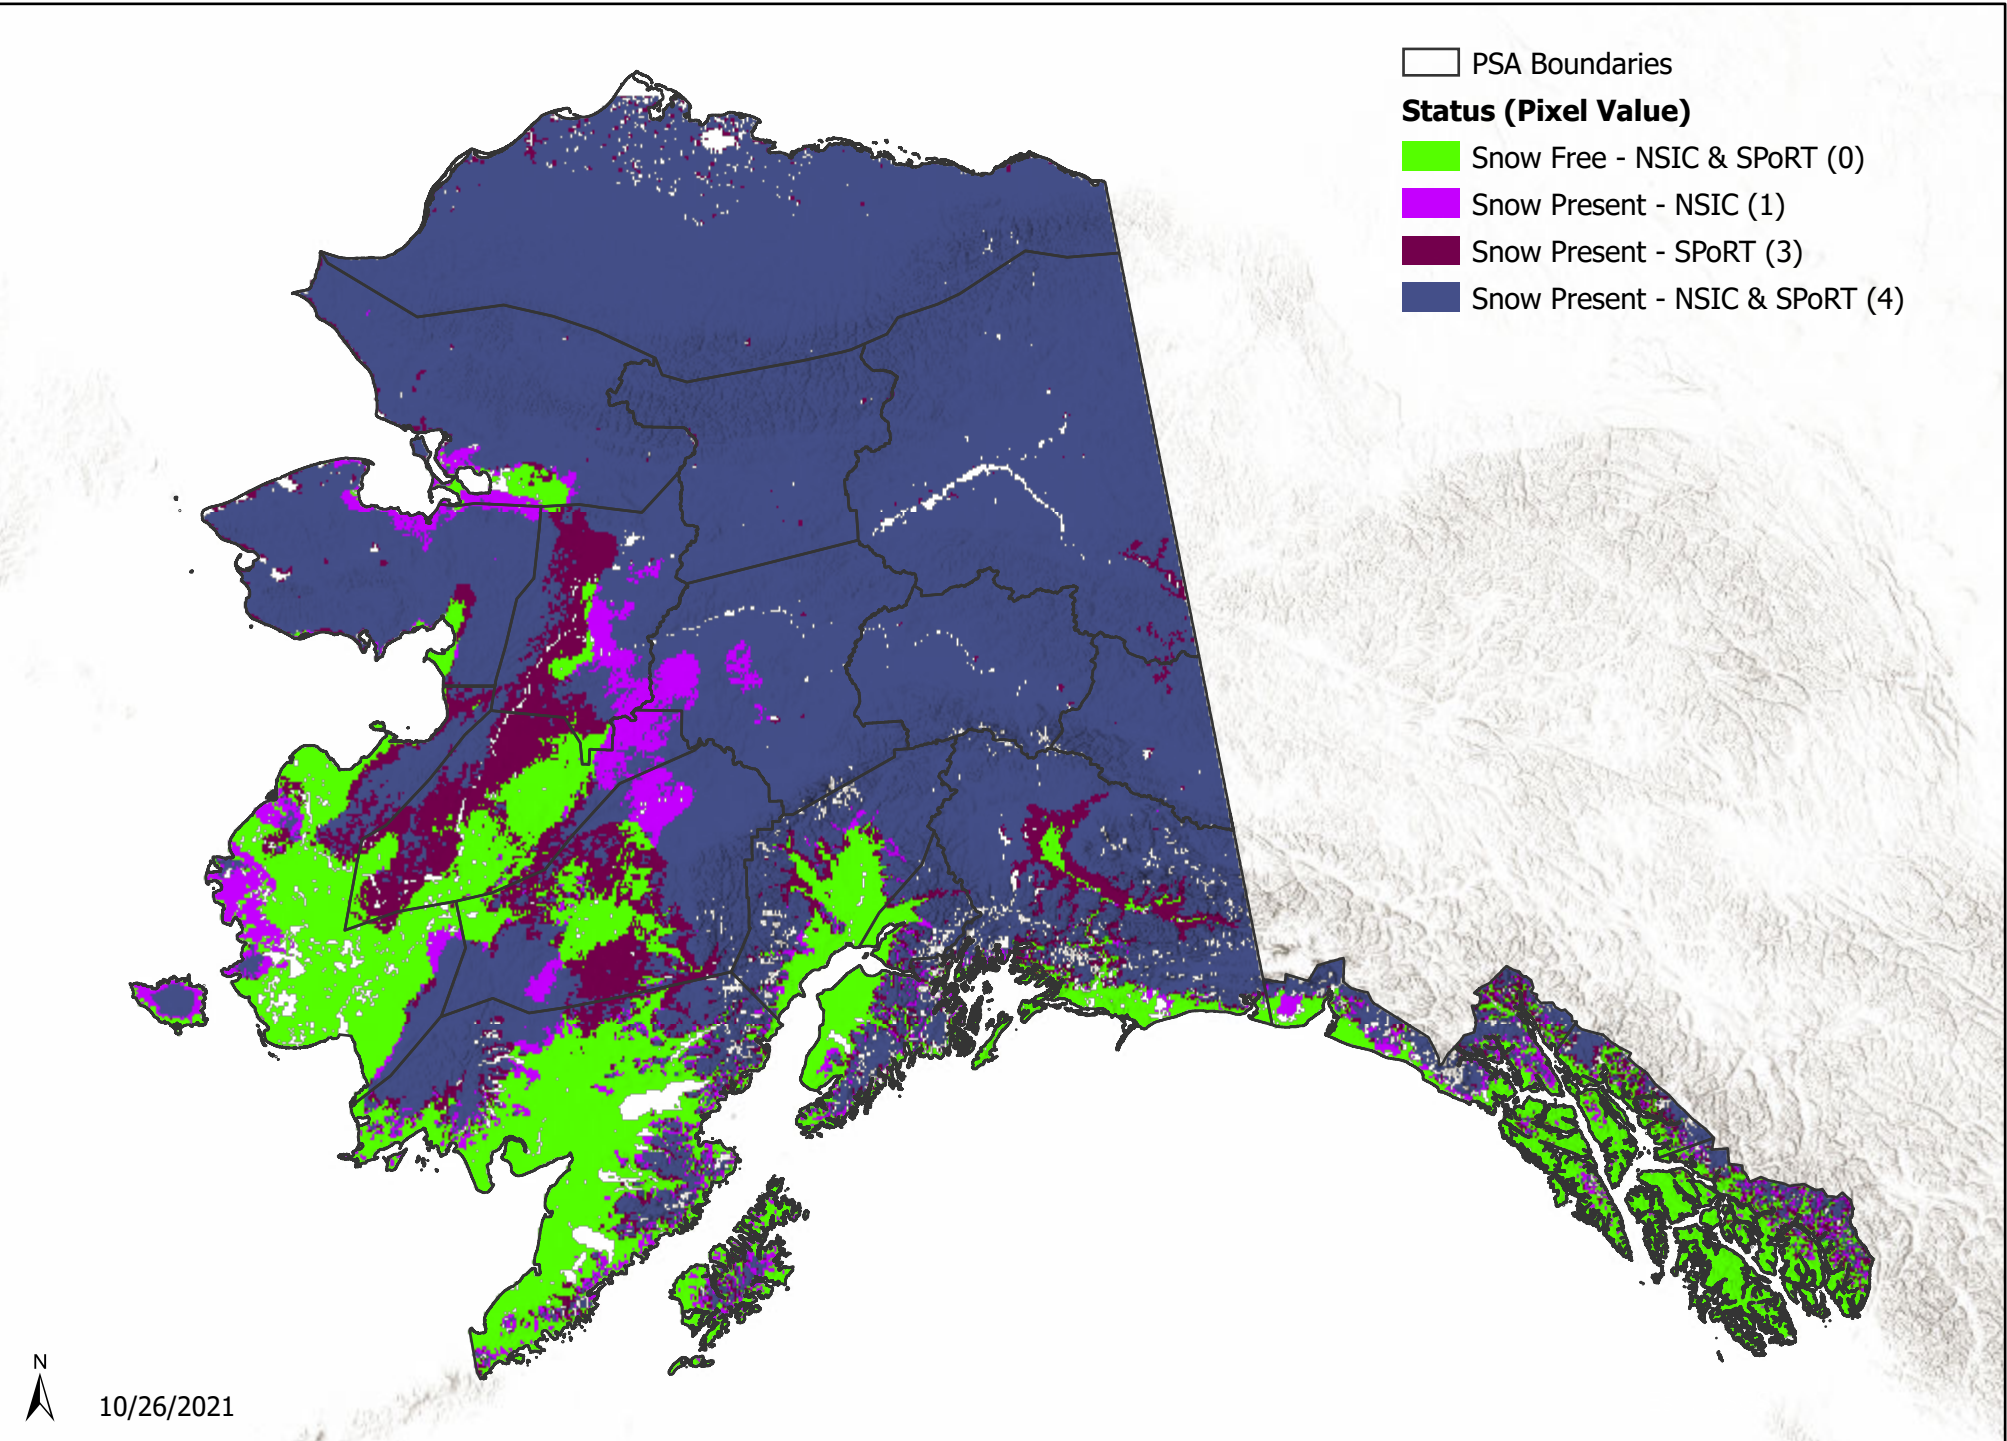 PSA Boundaries
Status (Pixel Value)
Snow Free - NSIC & SPoRT (0)
Snow Present - NSIC (1)
Snow Present - SPoRT (3)
Snow Present - NSIC & SPoRT (4)
N
10/26/2021